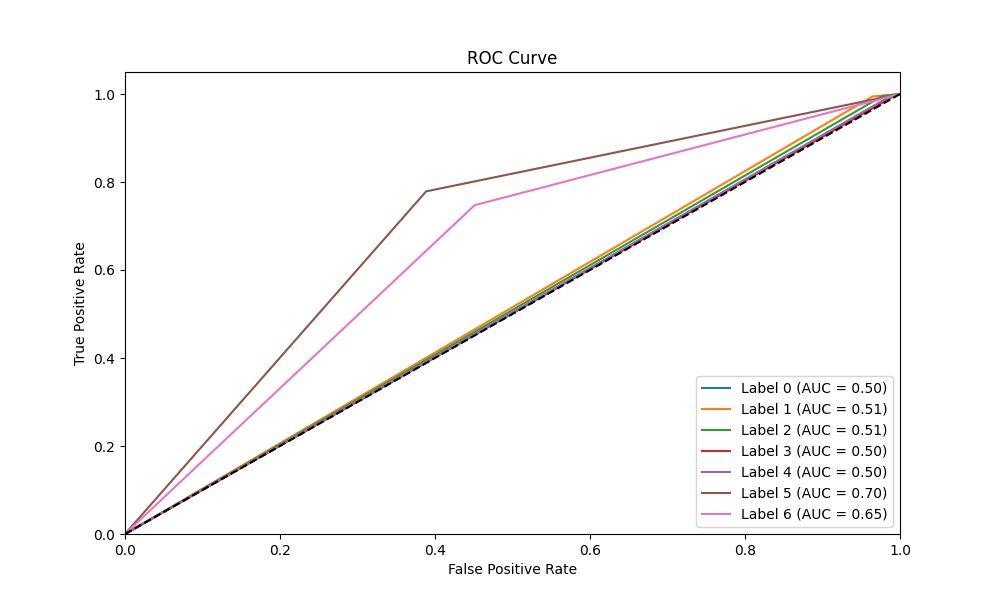 ROC Curve
True Positive Rate
1.0
0.8
0.6
0.4
0.2
0.0
0.0 0.2 0.4 0.6 0.8 1.0
False Positive Rate
Label 0 (AUC = 0.50)
Label 1 (AUC = 0.51)
Label 2 (AUC = 0.51)
Label 3 (AUC = 0.50)
Label 4 (AUC = 0.50)
Label 5 (AUC = 0.70)
Label 6 (AUC = 0.65)